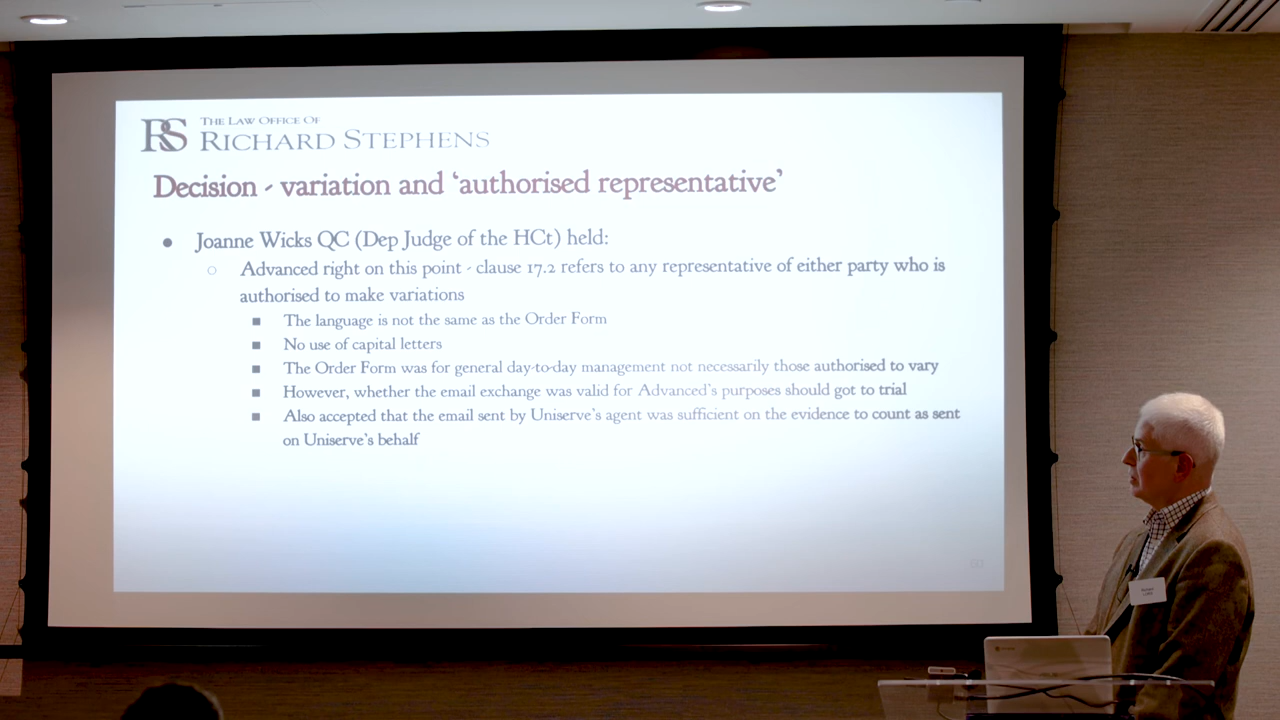 RS THE LAW OFFICE OF
RICHARD STEPHENS
Decision - variation and ‘authorised representative’
● Joanne Wicks QC (Dep Judge of the HCt) held:
○ Advanced right on this point - clause 17.2 refers to any representative of either party who is
authorised to make variations
■ The language is not the same as the Order Form
■ No use of capital letters
■ The Order Form was for general day-to-day management not necessarily those authorised to vary
■ However, whether the email exchange was valid for Advanced’s purposes should got to trial
■ Also accepted that the email sent by Uniserve’s agent was sufficient on the evidence to count as sent
on Uniserve’s behalf